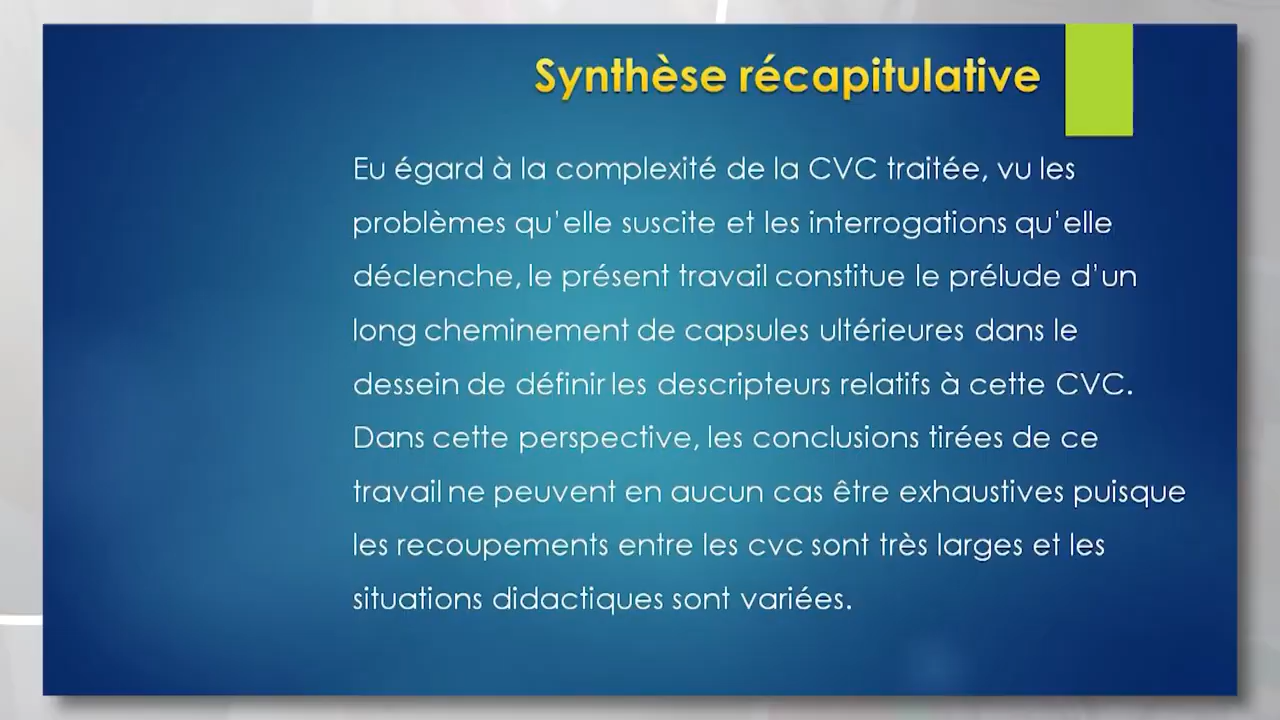 Synthèse récapitulative
Eu égard à la complexité de la CVC traitée, vu les
problèmes qu'elle suscite et les interrogations qu'elle
déclenche, le présent travail constitue le prélude d'un
long cheminement de capsules ultérieures dans le
dessein de définir les descripteurs relatifs à cette CVC.
Dans cette perspective, les conclusions tirées de ce
travail ne peuvent en aucun cas être exhaustives puisque
les recoupements entre les cvc sont très larges et les
situations didactiques sont variées.